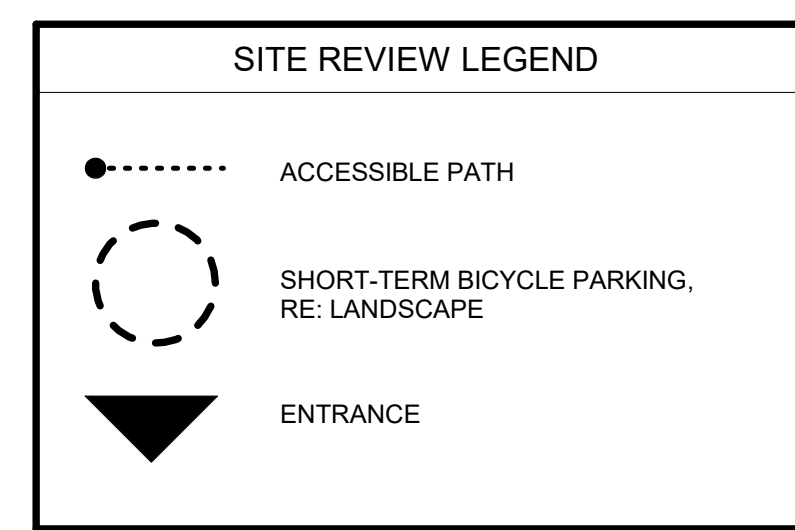 SITE REVIEW LEGEND
ACCESSIBLE PATH
SHORT-TERM BICYCLE PARKING,
RE: LANDSCAPE
ENTRANCE